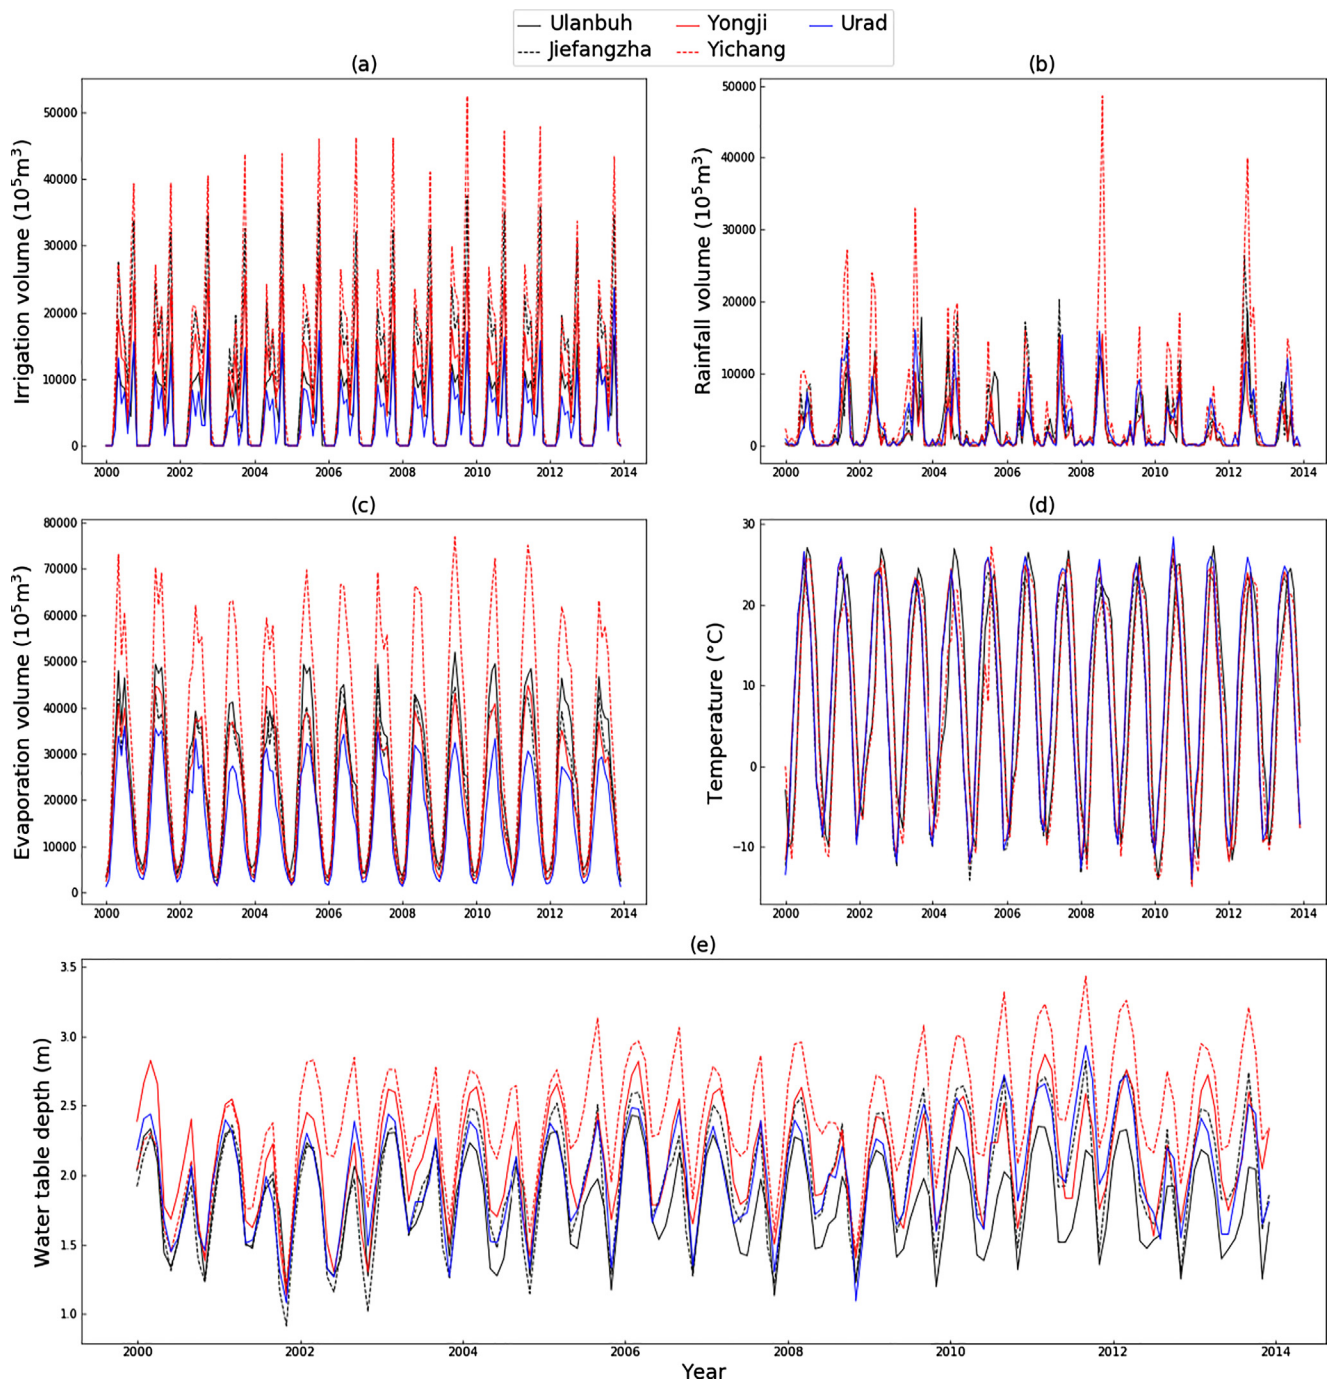 Ulanbuh Yongji Urad
Jiefangzha Yichang
(a)
(b)
Irrigation volume (10⁵m³)
50000
40000
30000
20000
10000
0
2000 2002 2004 2006 2008 2010 2012 2014
Rainfall volume (10⁵m³)
50000
40000
30000
20000
10000
0
2000 2002 2004 2006 2008 2010 2012 2014
(c)
(d)
Evaporation volume (10⁵m³)
80000
70000
60000
50000
40000
30000
20000
10000
0
2000 2002 2004 2006 2008 2010 2012 2014
Temperature (°C)
30
20
10
0
−10
2000 2002 2004 2006 2008 2010 2012 2014
(e)
Water table depth (m)
3.5
3.0
2.5
2.0
1.5
1.0
2000 2002 2004 2006 2008 2010 2012 2014
Year